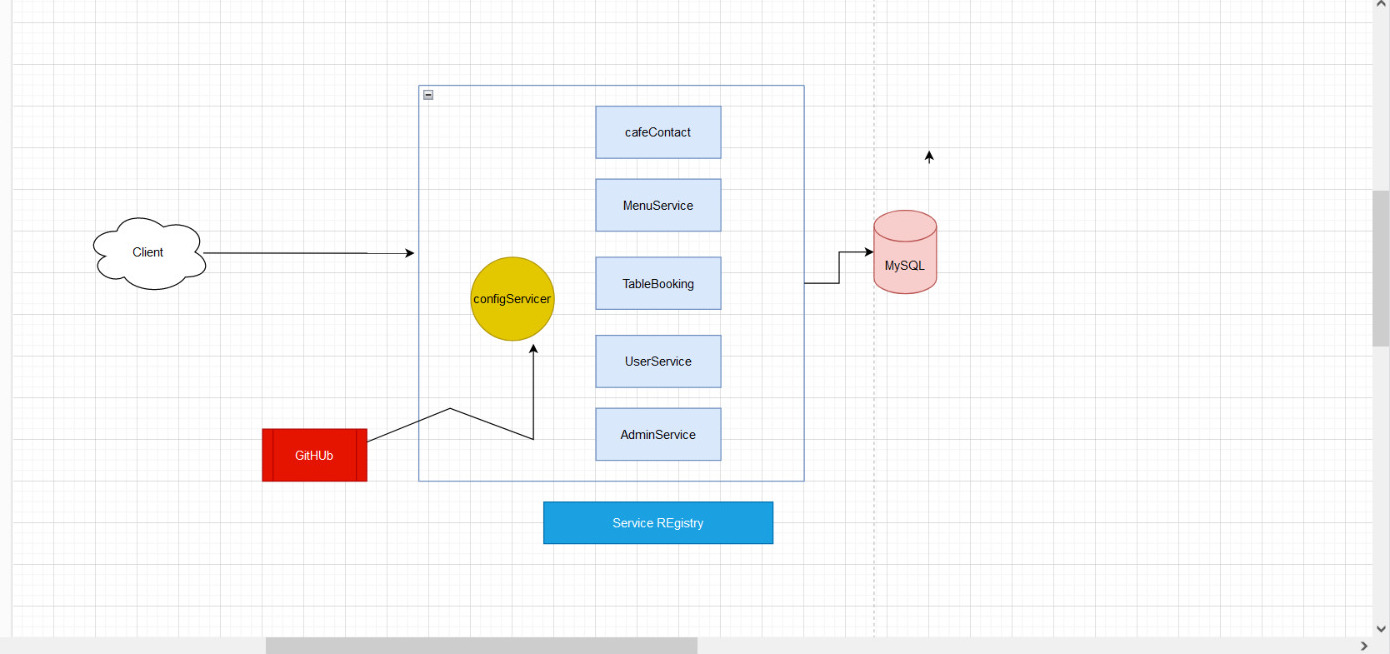 cafeContact
MenuService
Client
MySQL
TableBooking
configServicer
UserService
AdminService
GitHUb
Service REgistry